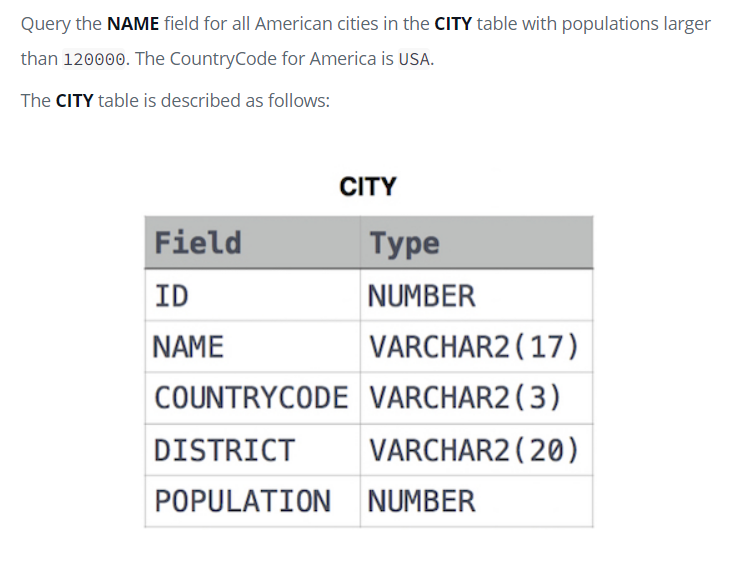 Query the NAME field for all American cities in the CITY table with populations larger
than 120000. The CountryCode for America is USA.
The CITY table is described as follows:
CITY
Field Type
ID NUMBER
NAME VARCHAR2(17)
COUNTRYCODE VARCHAR2(3)
DISTRICT VARCHAR2(20)
POPULATION NUMBER